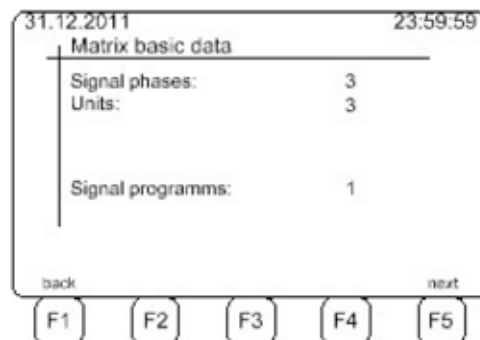 31.12.2011 23:59:59
Matrix basic data
Signal phases: 3
Units: 3
Signal programms: 1
back next
F1 F2 F3 F4 F5